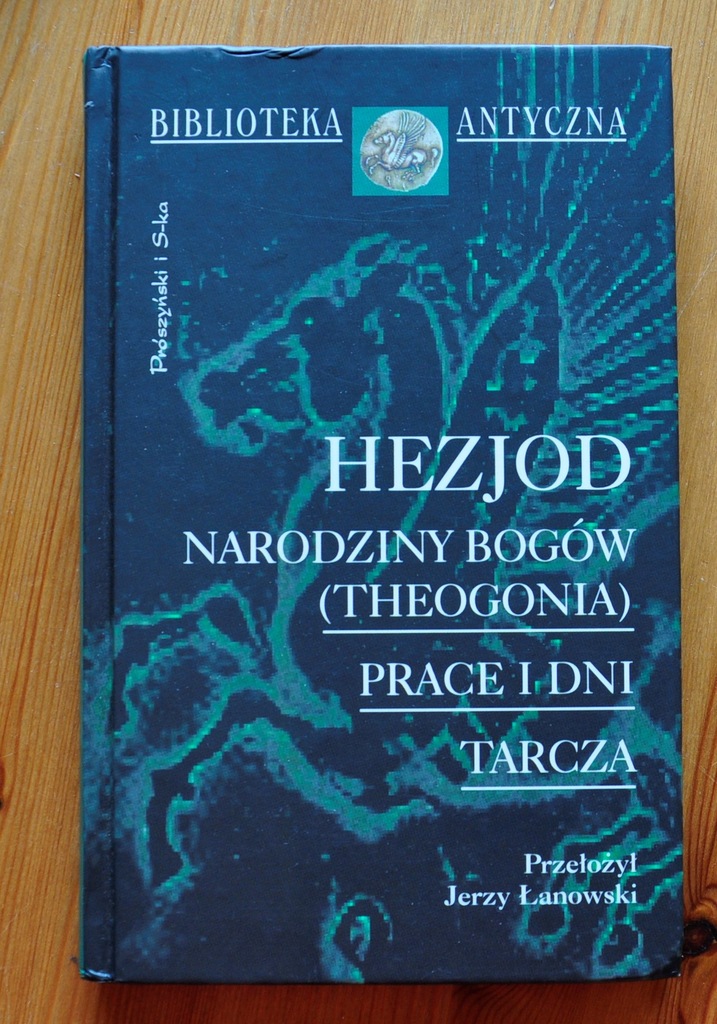 BIBLIOTEKA ANTYCZNA
Prószyński i S-ka
HEZJOD
NARODZINY BOGÓW
(THEOGONIA)
PRACE I DNI
TARCZA
Przełożył
Jerzy Łanowski